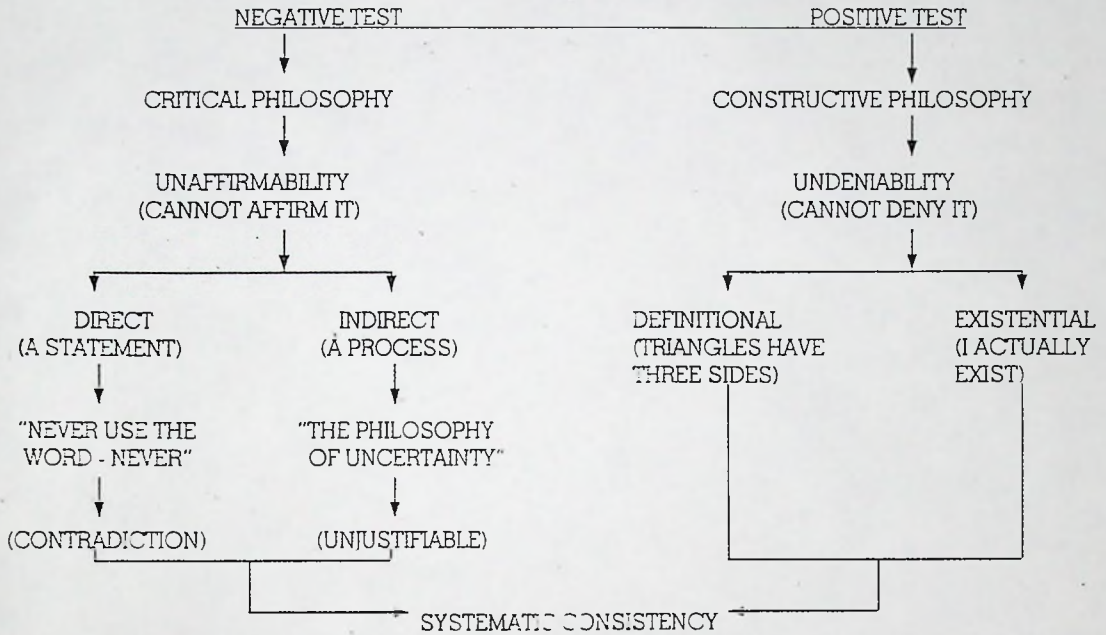 NEGATIVE TEST
POSITIVE TEST
CRITICAL PHILOSOPHY
CONSTRUCTIVE PHILOSOPHY
UNAFFIRMABILITY
(CANNOT AFFIRM IT)
UNDENIABILITY
(CANNOT DENY IT)
DIRECT
(A STATEMENT)
INDIRECT
(A PROCESS)
DEFINITIONAL
(TRIANGLES HAVE
THREE SIDES)
EXISTENTIAL
(I ACTUALLY
EXIST)
"NEVER USE THE
WORD - NEVER"
"THE PHILOSOPHY
OF UNCERTAINTY"
(CONTRADICTION)
(UNJUSTIFIABLE)
SYSTEMATIC CONSISTENCY